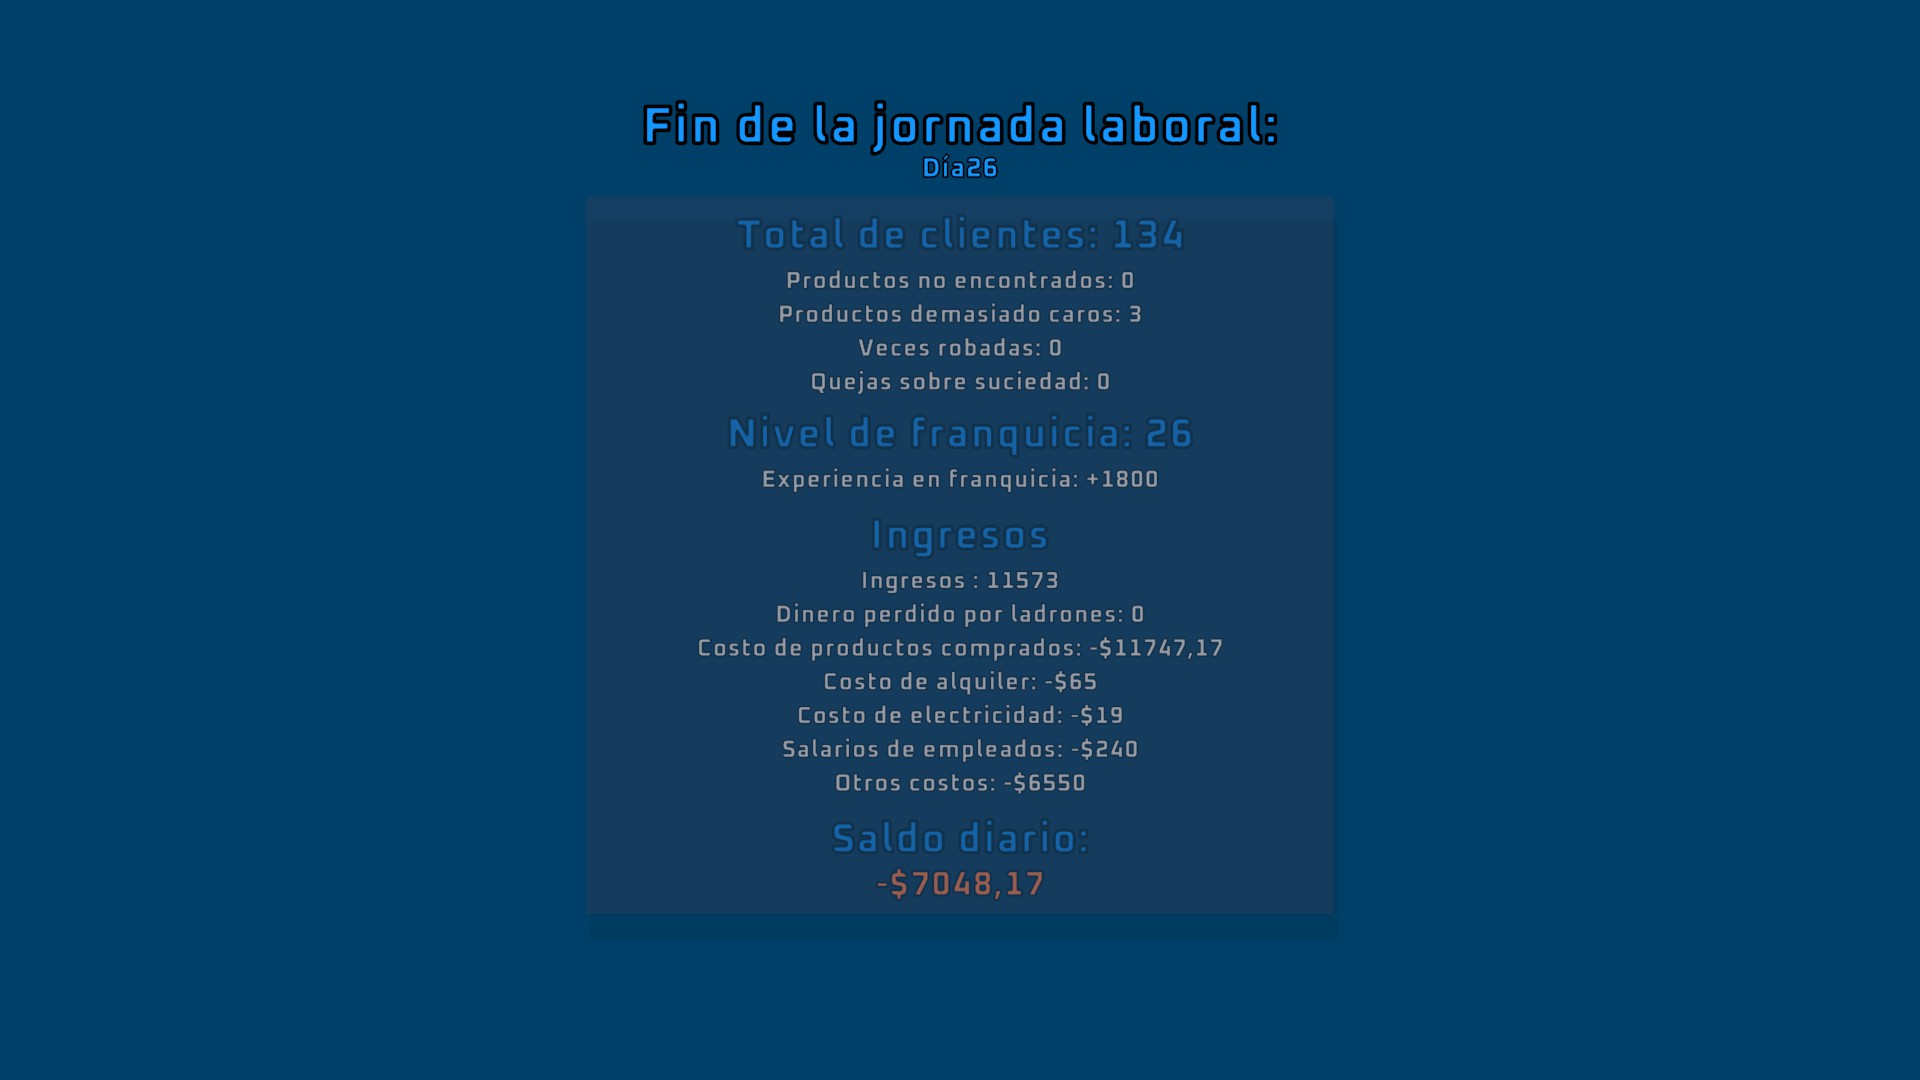 Fin de la jornada laboral:
Día26
Total de clientes: 134
Productos no encontrados: 0
Productos demasiado caros: 3
Veces robadas: 0
Quejas sobre suciedad: 0
Nivel de franquicia: 26
Experiencia en franquicia: +1800
Ingresos
Ingresos : 11573
Dinero perdido por ladrones: 0
Costo de productos comprados: -$11747,17
Costo de alquiler: -$65
Costo de electricidad: -$19
Salarios de empleados: -$240
Otros costos: -$6550
Saldo diario:
-$7048,17